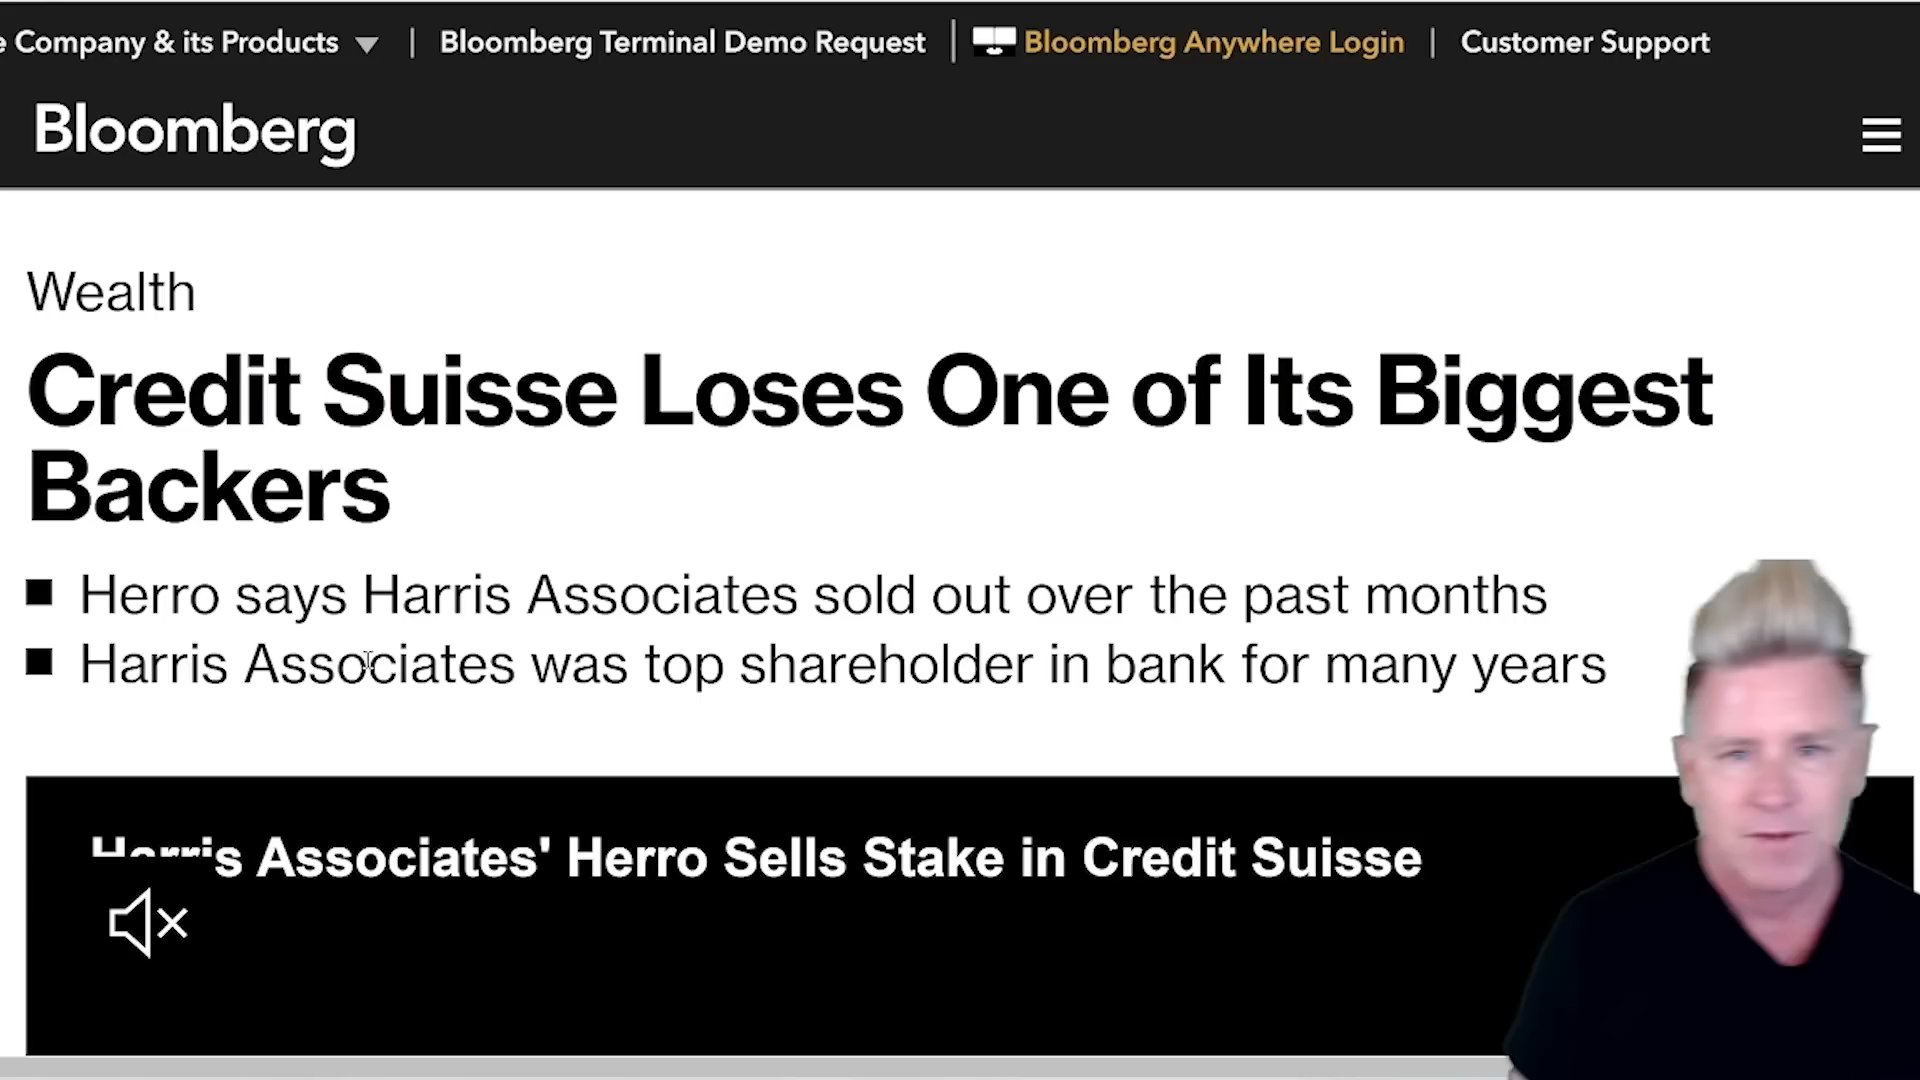 e Company & its Products | Bloomberg Terminal Demo Request | Bloomberg Anywhere Login | Customer Support
Bloomberg
Wealth
Credit Suisse Loses One of Its Biggest
Backers
Herro says Harris Associates sold out over the past months
Harris Associates was top shareholder in bank for many years
Harris Associates' Herro Sells Stake in Credit Suisse